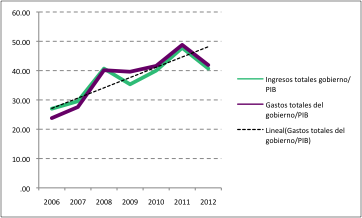 60.00
50.00
40.00
30.00
20.00
10.00
.00
2006 2007 2008 2009 2010 2011 2012
Ingresos totales gobierno/
PIB
Gastos totales del
gobierno/PIB
Lineal(Gastos totales del
gobierno/PIB)